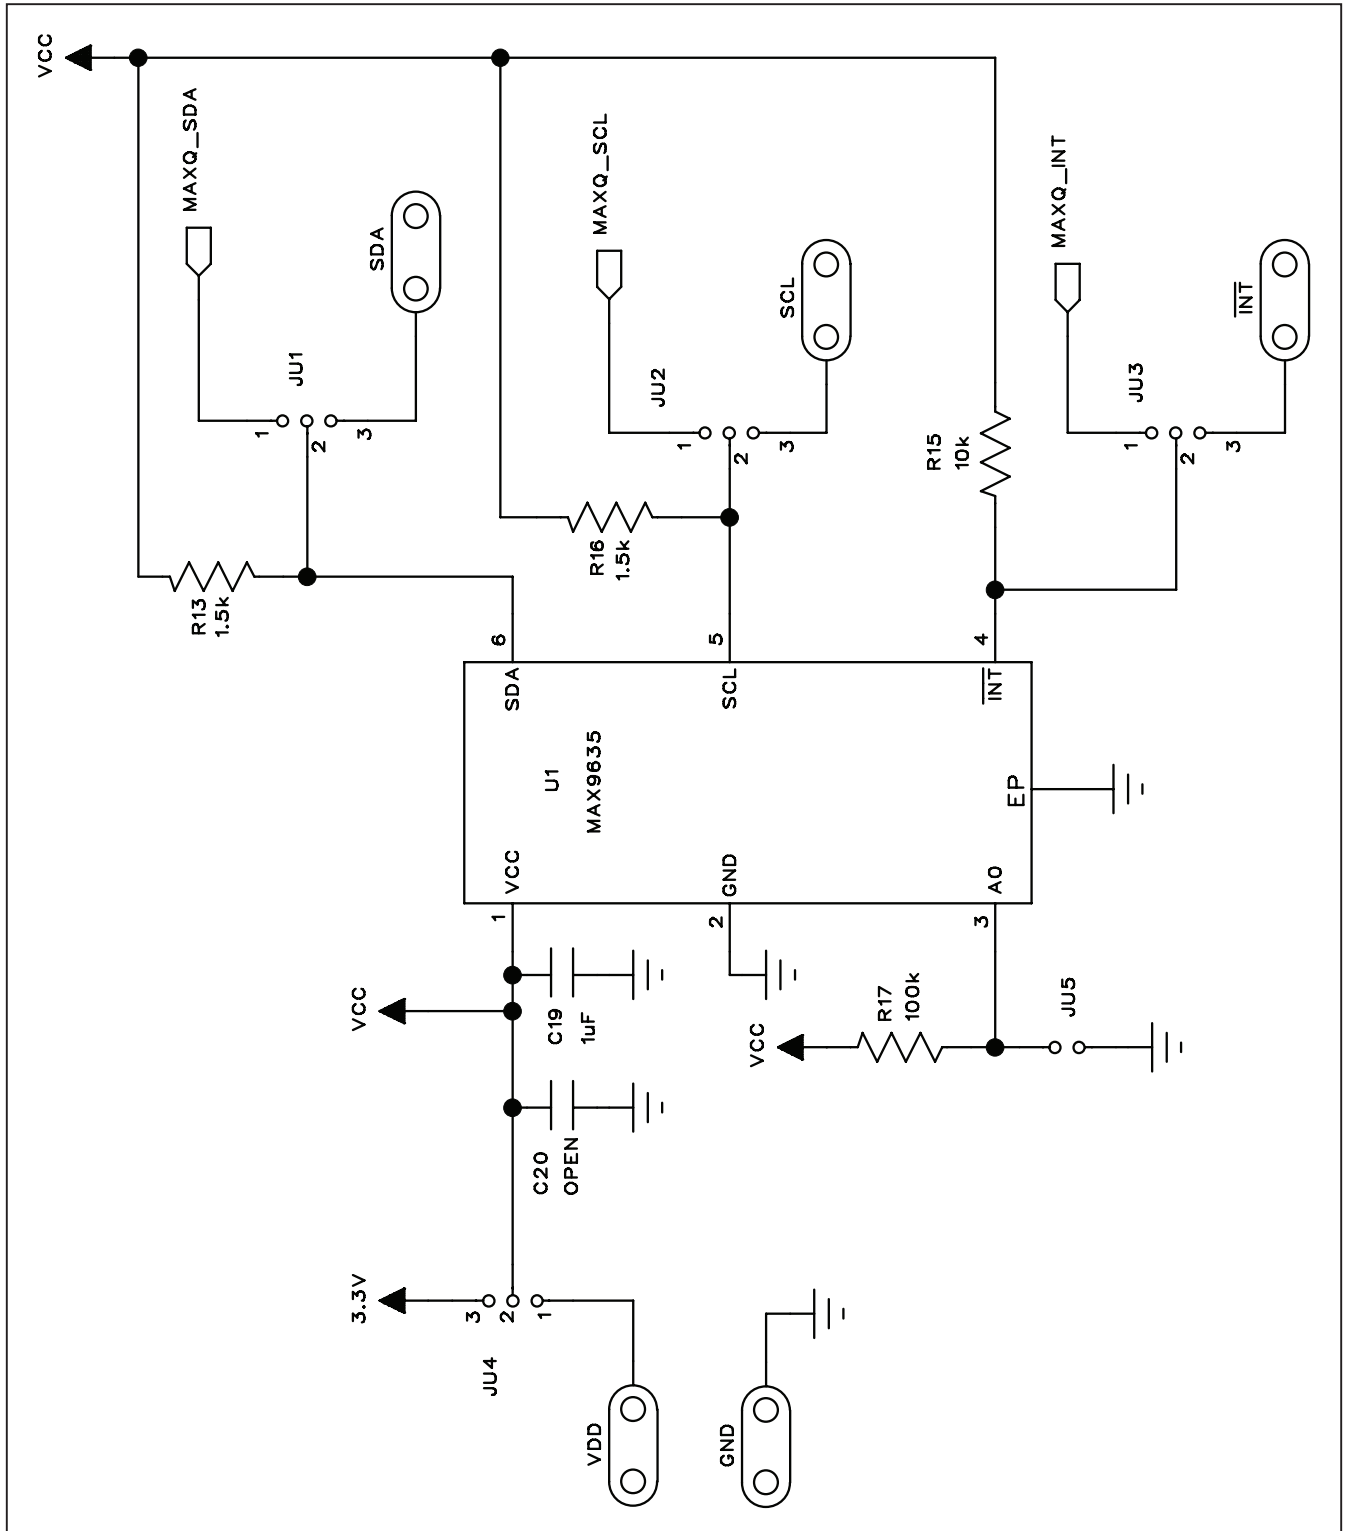 VCC
MAXQ_SDA
SDA
JU1
1
2
3
R13
1.5k
MAXQ_SCL
SCL
JU2
1
2
3
R16
1.5k
MAXQ_INT
INT
JU3
1
2
3
R15
10k
6
SDA
5
SCL
4
INT
U1
MAX9635
EP
VCC
1
GND
2
A0
3
VCC
C19
1uF
C20
OPEN
VCC
R17
100k
JU5
3.3V
3
2
1
JU4
VDD
GND